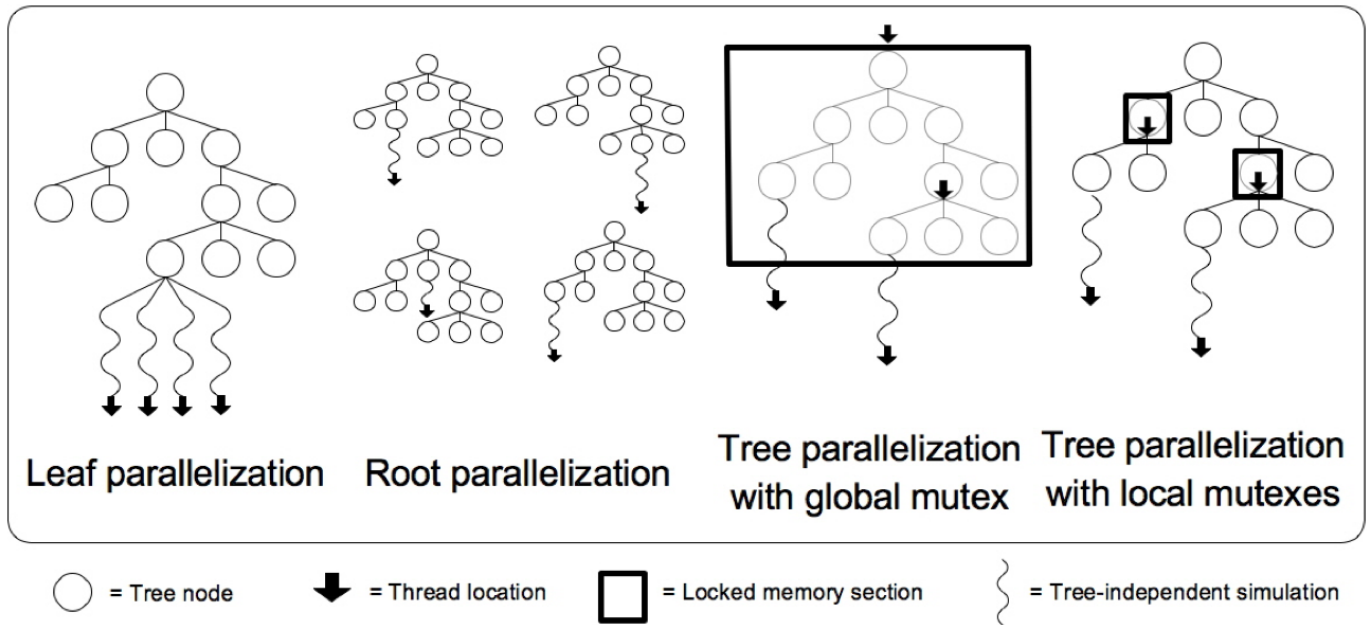 Leaf parallelization
Root parallelization
Tree parallelization
with global mutex
Tree parallelization
with local mutexes
= Tree node
= Thread location
= Locked memory section
= Tree-independent simulation